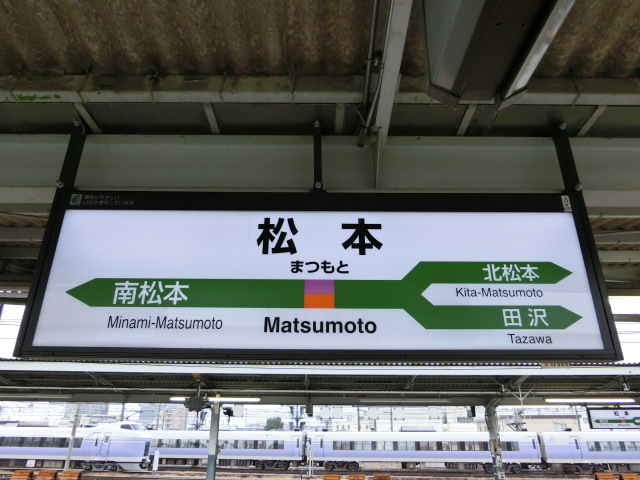 松本
まつもと
南松本
Minami-Matsumoto
Matsumoto
北松本
Kita-Matsumoto
田沢
Tazawa